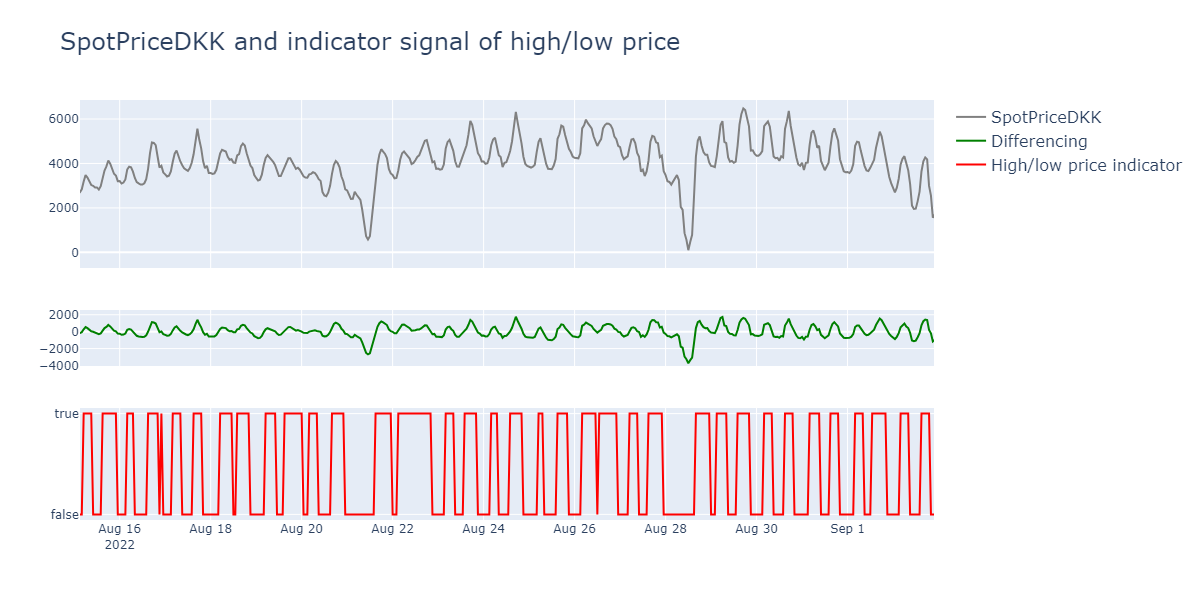 SpotPriceDKK and indicator signal of high/low price
6000
4000
2000
0
SpotPriceDKK
Differencing
High/low price indicator
2000
0
−2000
−4000
true
false
Aug 16 Aug 18 Aug 20 Aug 22 Aug 24 Aug 26 Aug 28 Aug 30 Sep 1
2022